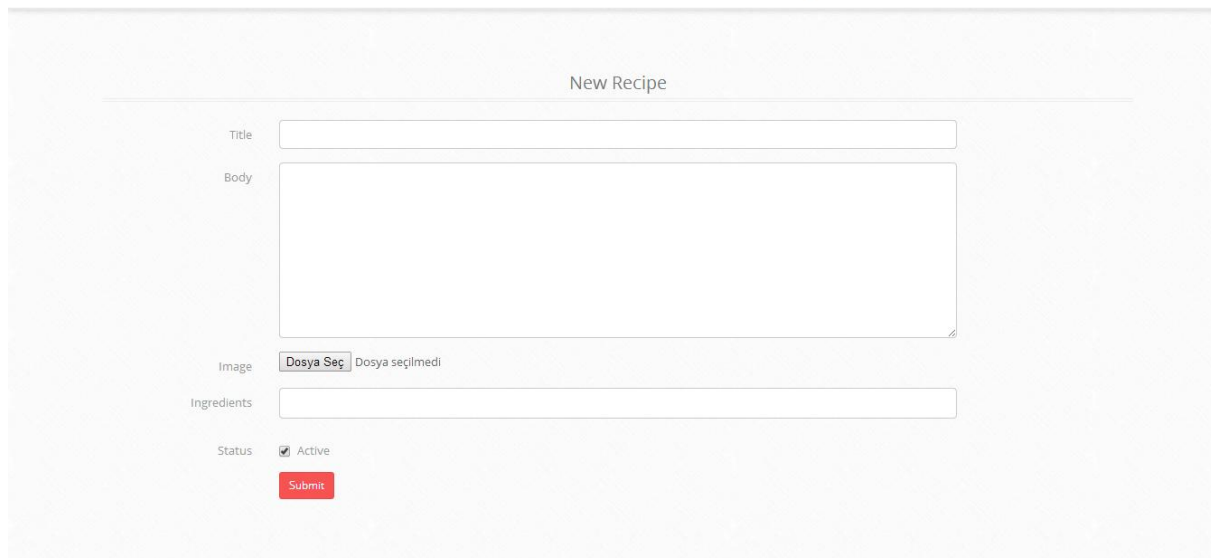 New Recipe
Title
Body
Image Dosya Seç Dosya seçilmedi
Ingredients
Status Active
Submit